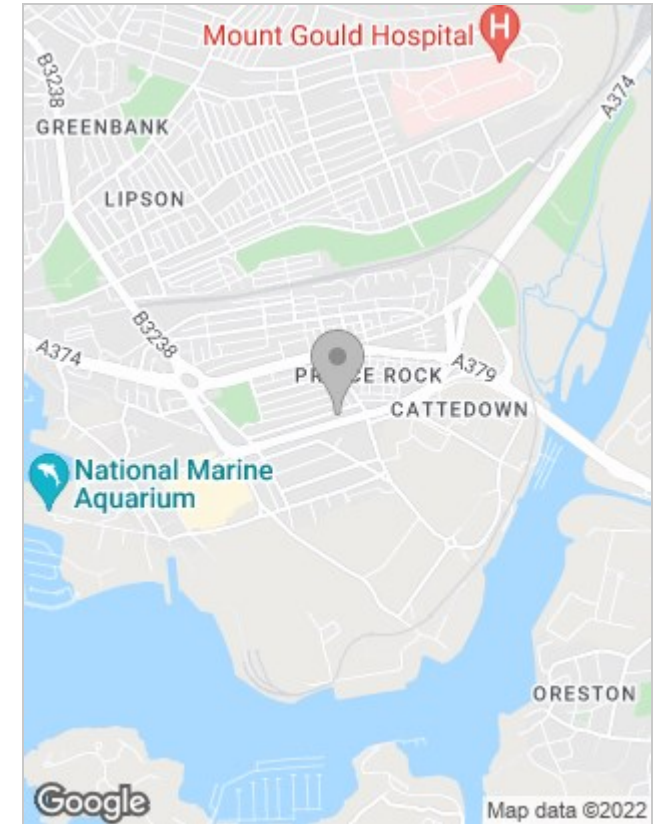 Mount Gould Hospital
H
B3238
A374
GREENBANK
LIPSON
B3238
A374
A379
ROCK
CATTEDOWN
National Marine
Aquarium
ORESTON
Google
Map data ©2022